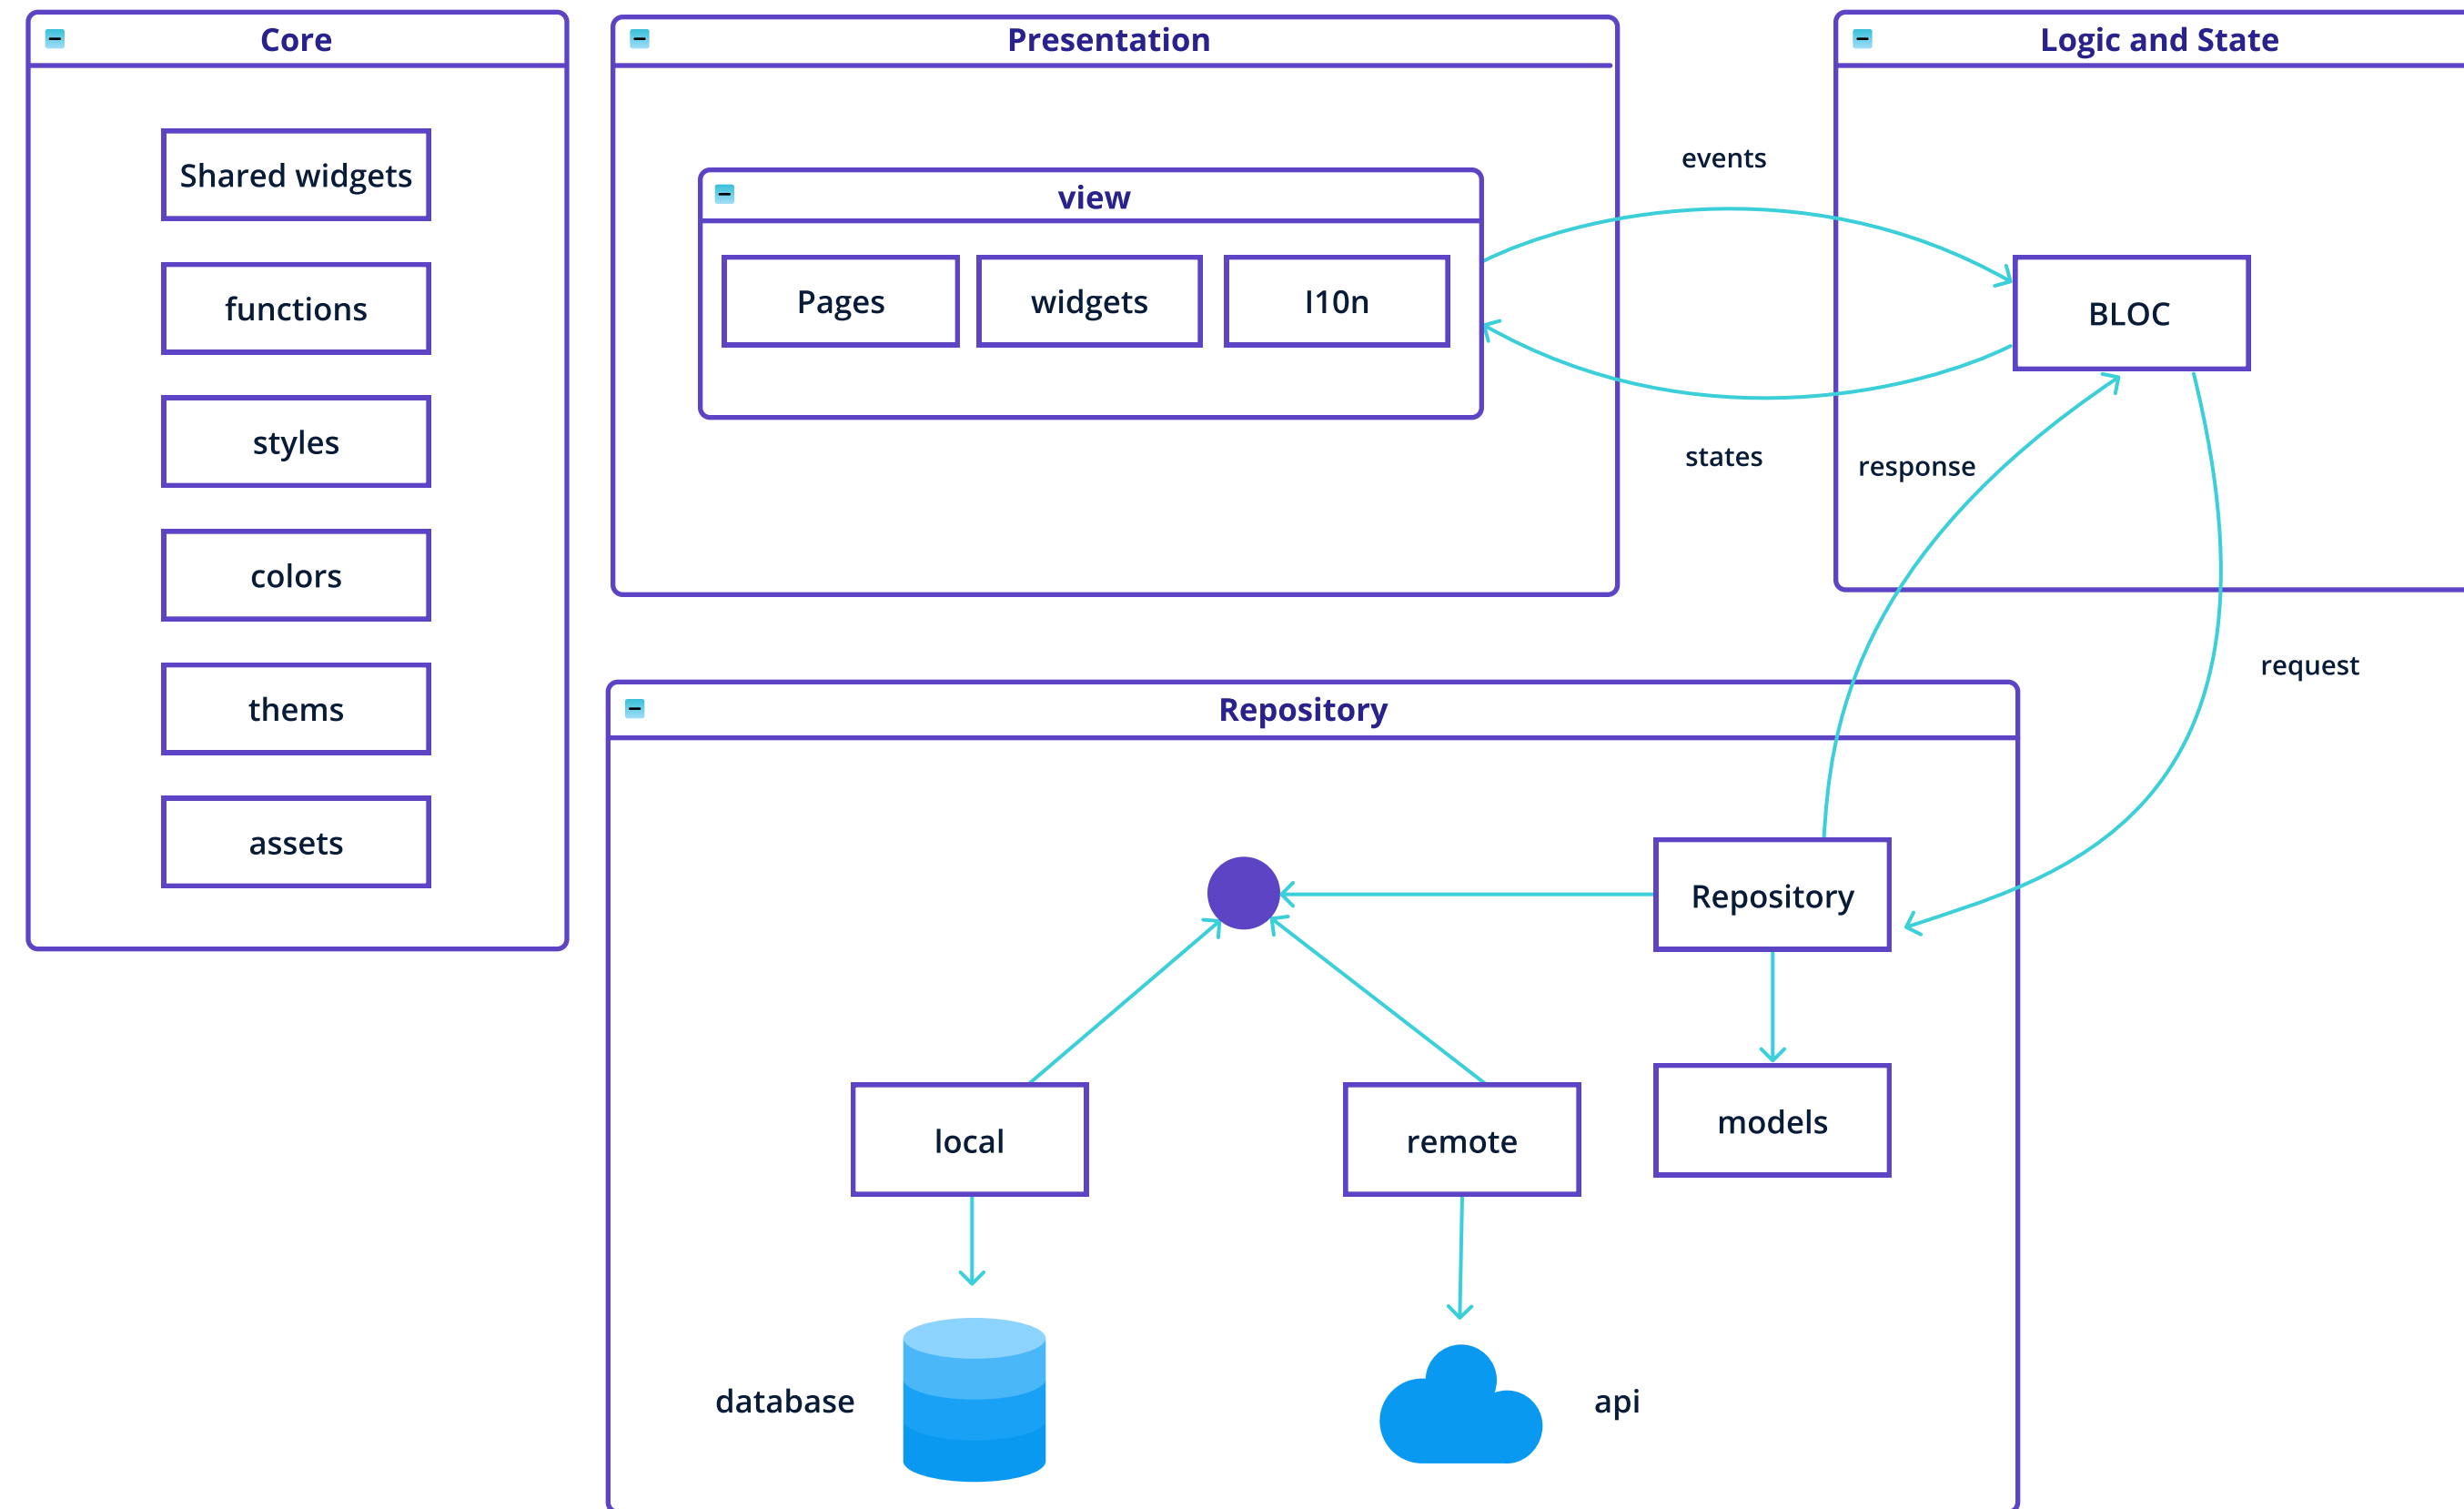 Core
Shared widgets
functions
styles
colors
thems
assets
Presentation
view
Pages
widgets
l10n
events
states
Logic and State
BLOC
response
request
Repository
Repository
models
local
remote
database
api